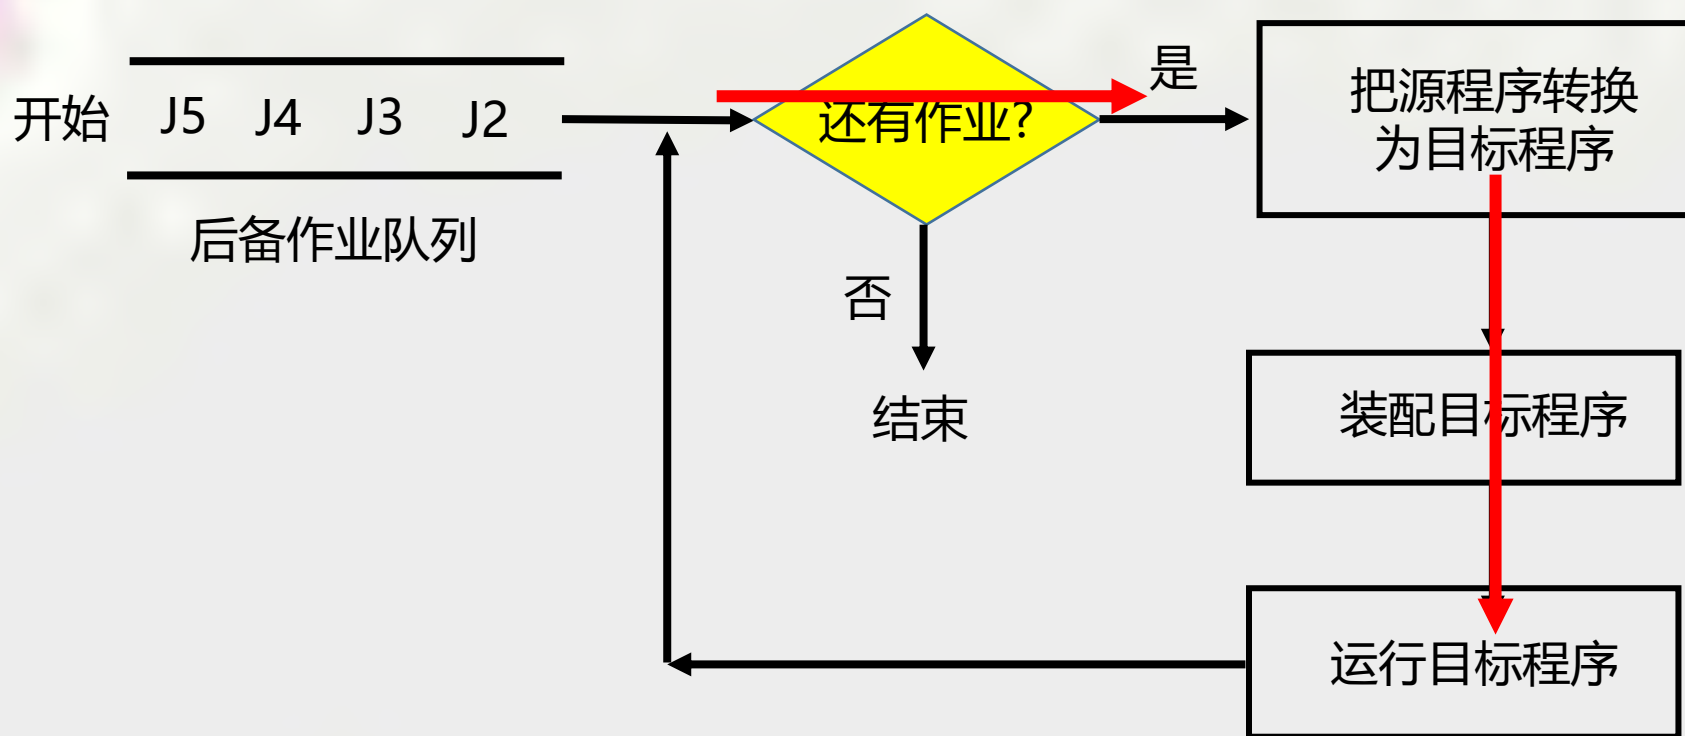 开始
J5 J4 J3 J2
后备作业队列
还有作业?
是
否
结束
把源程序转换
为目标程序
装配目标程序
运行目标程序